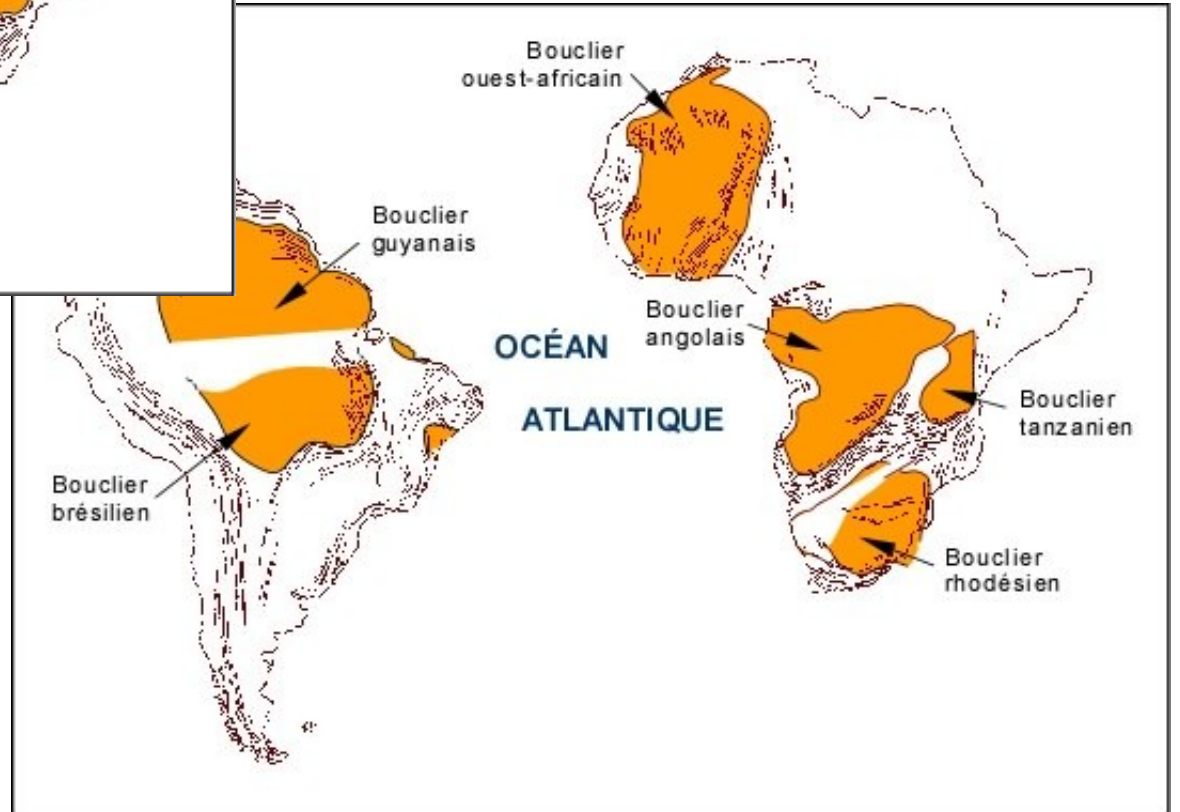 Bouclier
ouest-africain
Bouclier
guyanais
Bouclier
angolais
OCÉAN
ATLANTIQUE
Bouclier
tanzanien
Bouclier
brésilien
Bouclier
rhodésien